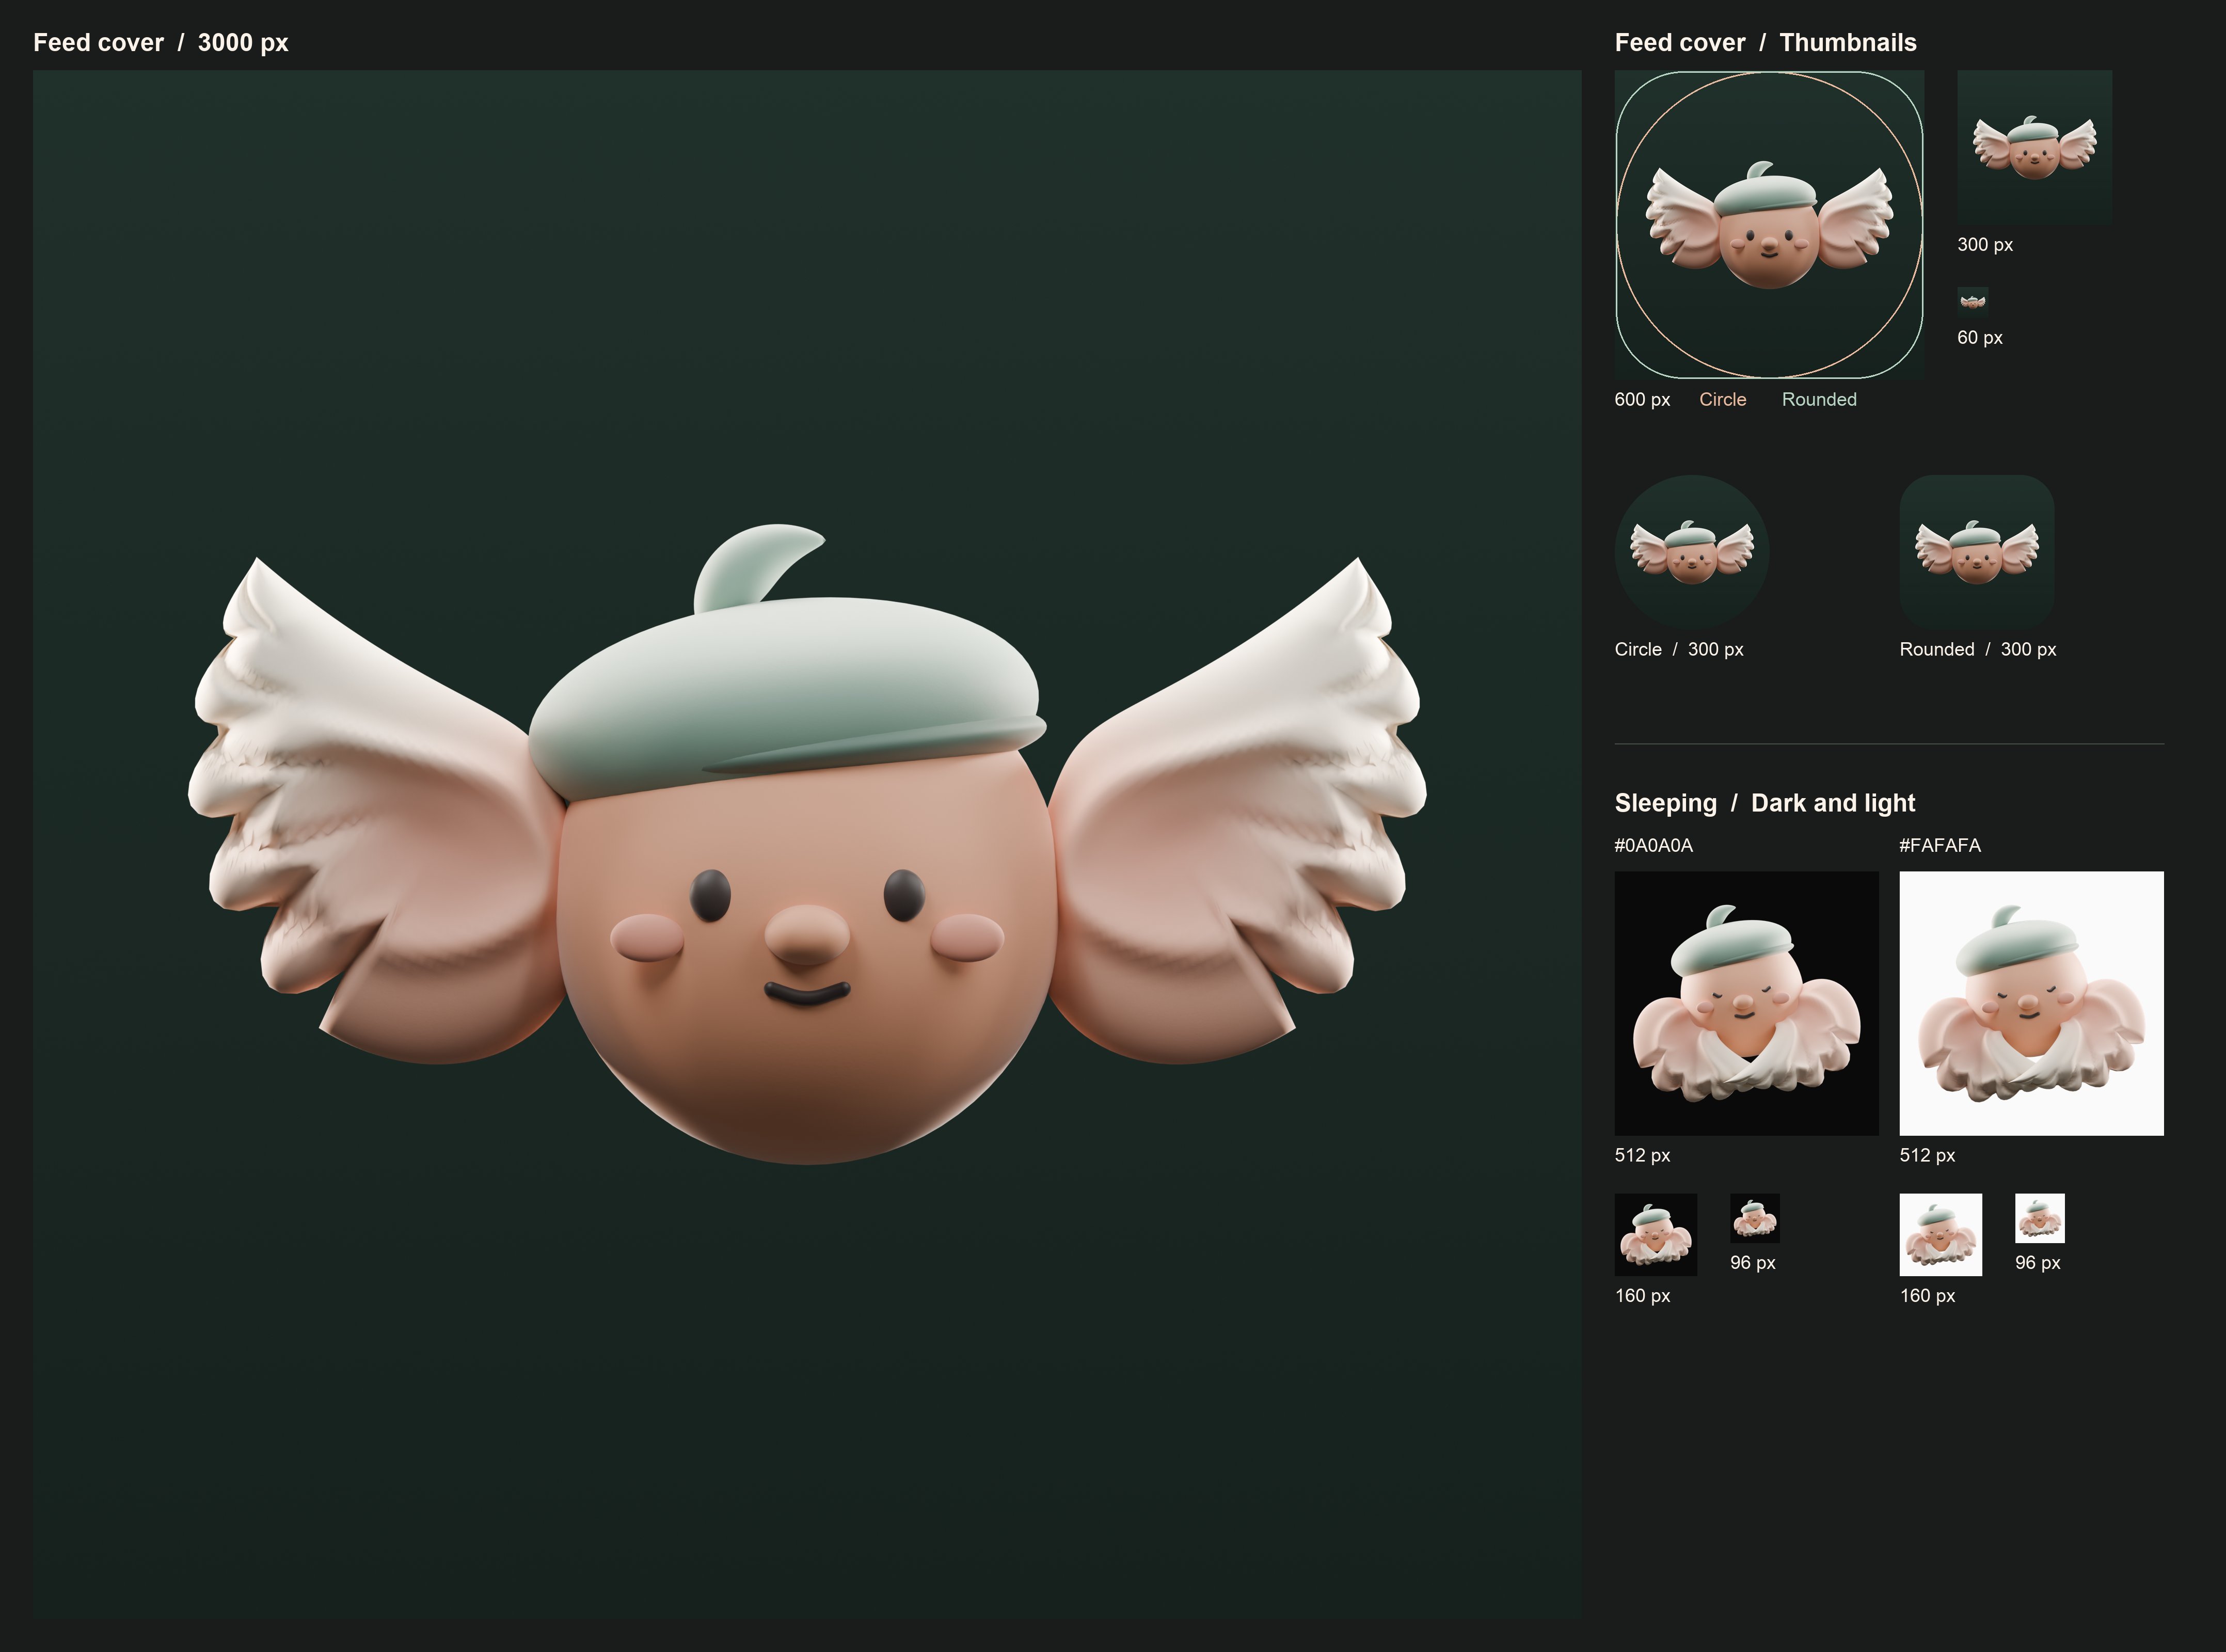 Feed cover / 3000 px
Feed cover / Thumbnails
300 px
60 px
600 px Circle Rounded
Circle / 300 px Rounded / 300 px
Sleeping / Dark and light
#0A0A0A #FAFAFA
512 px 512 px
96 px 96 px
160 px 160 px